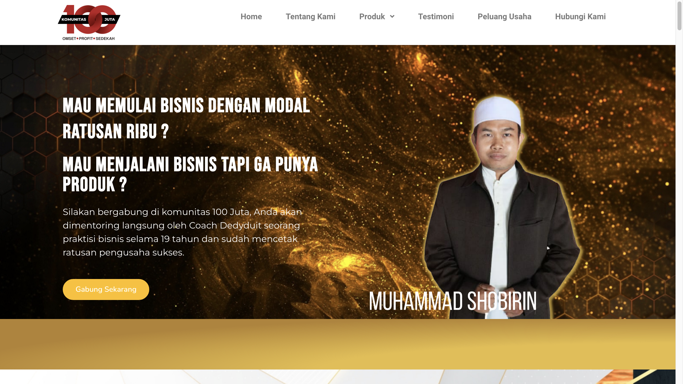 KOMUNITAS 100 JUTA
OMSET+PROFIT+SEDEKAH
Home
Tentang Kami
Produk
Testimoni
Peluang Usaha
Hubungi Kami
MAU MEMULAI BISNIS DENGAN MODAL
RATUSAN RIBU ?
MAU MENJALANI BISNIS TAPI GA PUNYA
PRODUK ?
Silakan bergabung di komunitas 100 Juta, Anda akan
dimentoring langsung oleh Coach Dedyduit seorang
praktisi bisnis selama 19 tahun dan sudah mencetak
ratusan pengusaha sukses.
Gabung Sekarang
MUHAMMAD SHOBIRIN